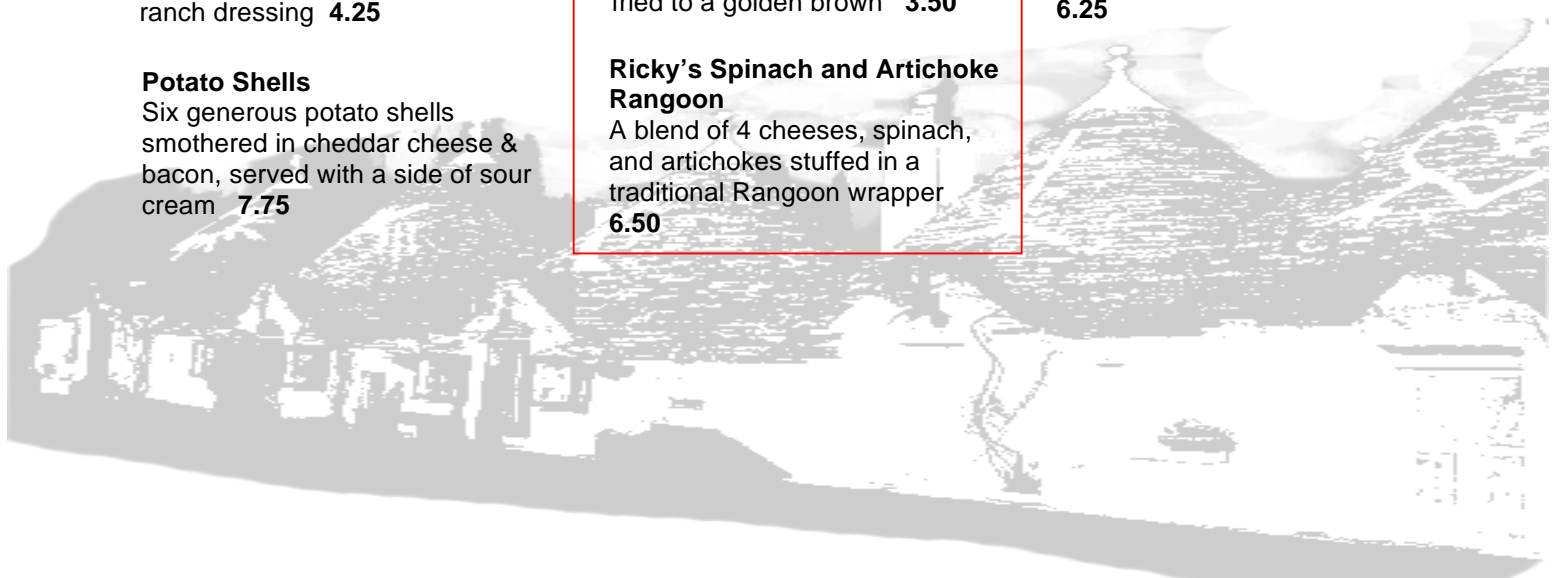 ranch dressing 4.25
Potato Shells
Six generous potato shells
smothered in cheddar cheese &
bacon, served with a side of sour
cream 7.75
fried to a golden brown 3.50
Ricky’s Spinach and Artichoke
Rangoon
A blend of 4 cheeses, spinach,
and artichokes stuffed in a
traditional Rangoon wrapper
6.50
6.25